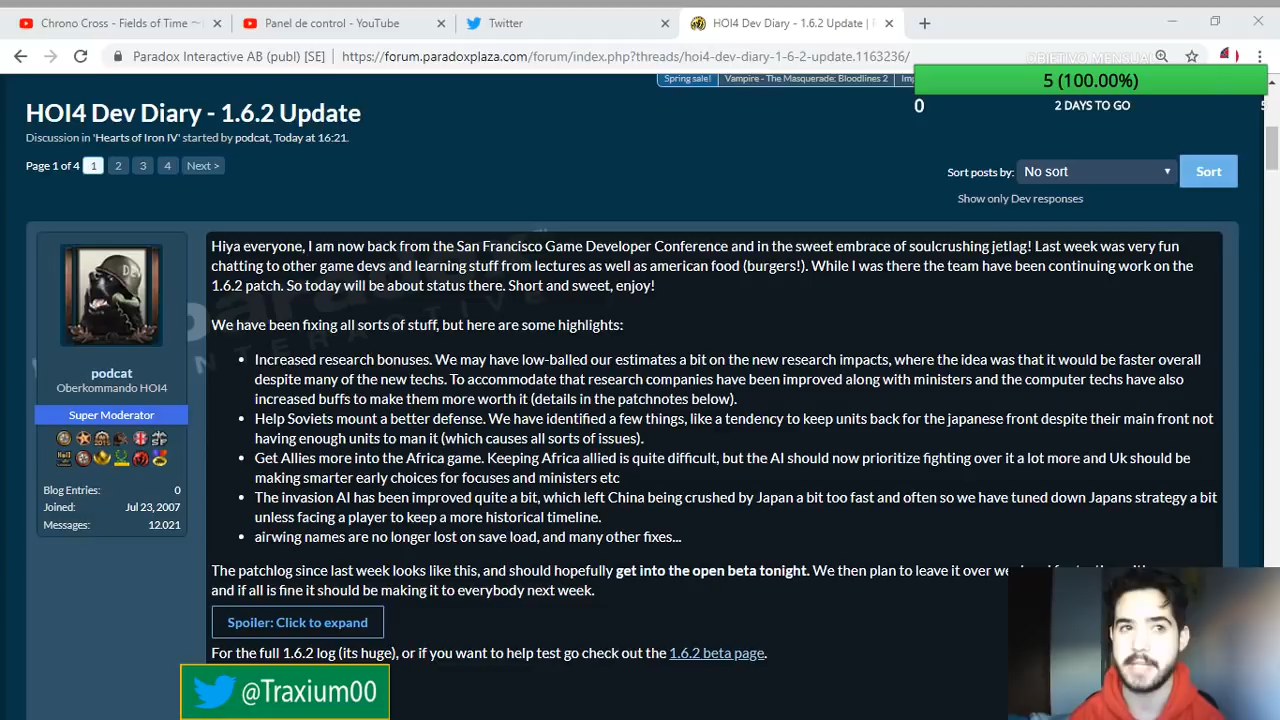 Chrono Cross - Fields of Time ～
Panel de control - YouTube
Twitter
HOI4 Dev Diary - 1.6.2 Update |
Paradox Interactive AB (publ) [SE]
https://forum.paradoxplaza.com/forum/index.php?threads/hoi4-dev-diary-1-6-2-update.1163236/
OBJETIVO MENSUAL
5 (100.00%)
0
2 DAYS TO GO
Spring sale!
Vampire - The Masquerade: Bloodlines 2
HOI4 Dev Diary - 1.6.2 Update
Discussion in 'Hearts of Iron IV' started by podcat, Today at 16:21.
Page 1 of 4 1 2 3 4 Next >
Sort posts by: No sort Sort
Show only Dev responses
podcat
Oberkommando HOI4
Super Moderator
Blog Entries: 0
Joined: Jul 23, 2007
Messages: 12.021
Hiya everyone, I am now back from the San Francisco Game Developer Conference and in the sweet embrace of soulcrushing jetlag! Last week was very fun
chatting to other game devs and learning stuff from lectures as well as american food (burgers!). While I was there the team have been continuing work on the
1.6.2 patch. So today will be about status there. Short and sweet, enjoy!
We have been fixing all sorts of stuff, but here are some highlights:
• Increased research bonuses. We may have low-balled our estimates a bit on the new research impacts, where the idea was that it would be faster overall
despite many of the new techs. To accommodate that research companies have been improved along with ministers and the computer techs have also
increased buffs to make them more worth it (details in the patchnotes below).
• Help Soviets mount a better defense. We have identified a few things, like a tendency to keep units back for the japanese front despite their main front not
having enough units to man it (which causes all sorts of issues).
• Get Allies more into the Africa game. Keeping Africa allied is quite difficult, but the AI should now prioritize fighting over it a lot more and Uk should be
making smarter early choices for focuses and ministers etc
• The invasion AI has been improved quite a bit, which left China being crushed by Japan a bit too fast and often so we have tuned down Japans strategy a bit
unless facing a player to keep a more historical timeline.
• airwing names are no longer lost on save load, and many other fixes...
The patchlog since last week looks like this, and should hopefully get into the open beta tonight. We then plan to leave it over
and if all is fine it should be making it to everybody next week.
Spoiler: Click to expand
For the full 1.6.2 log (its huge), or if you want to help test go check out the 1.6.2 beta page.
@Traxium00